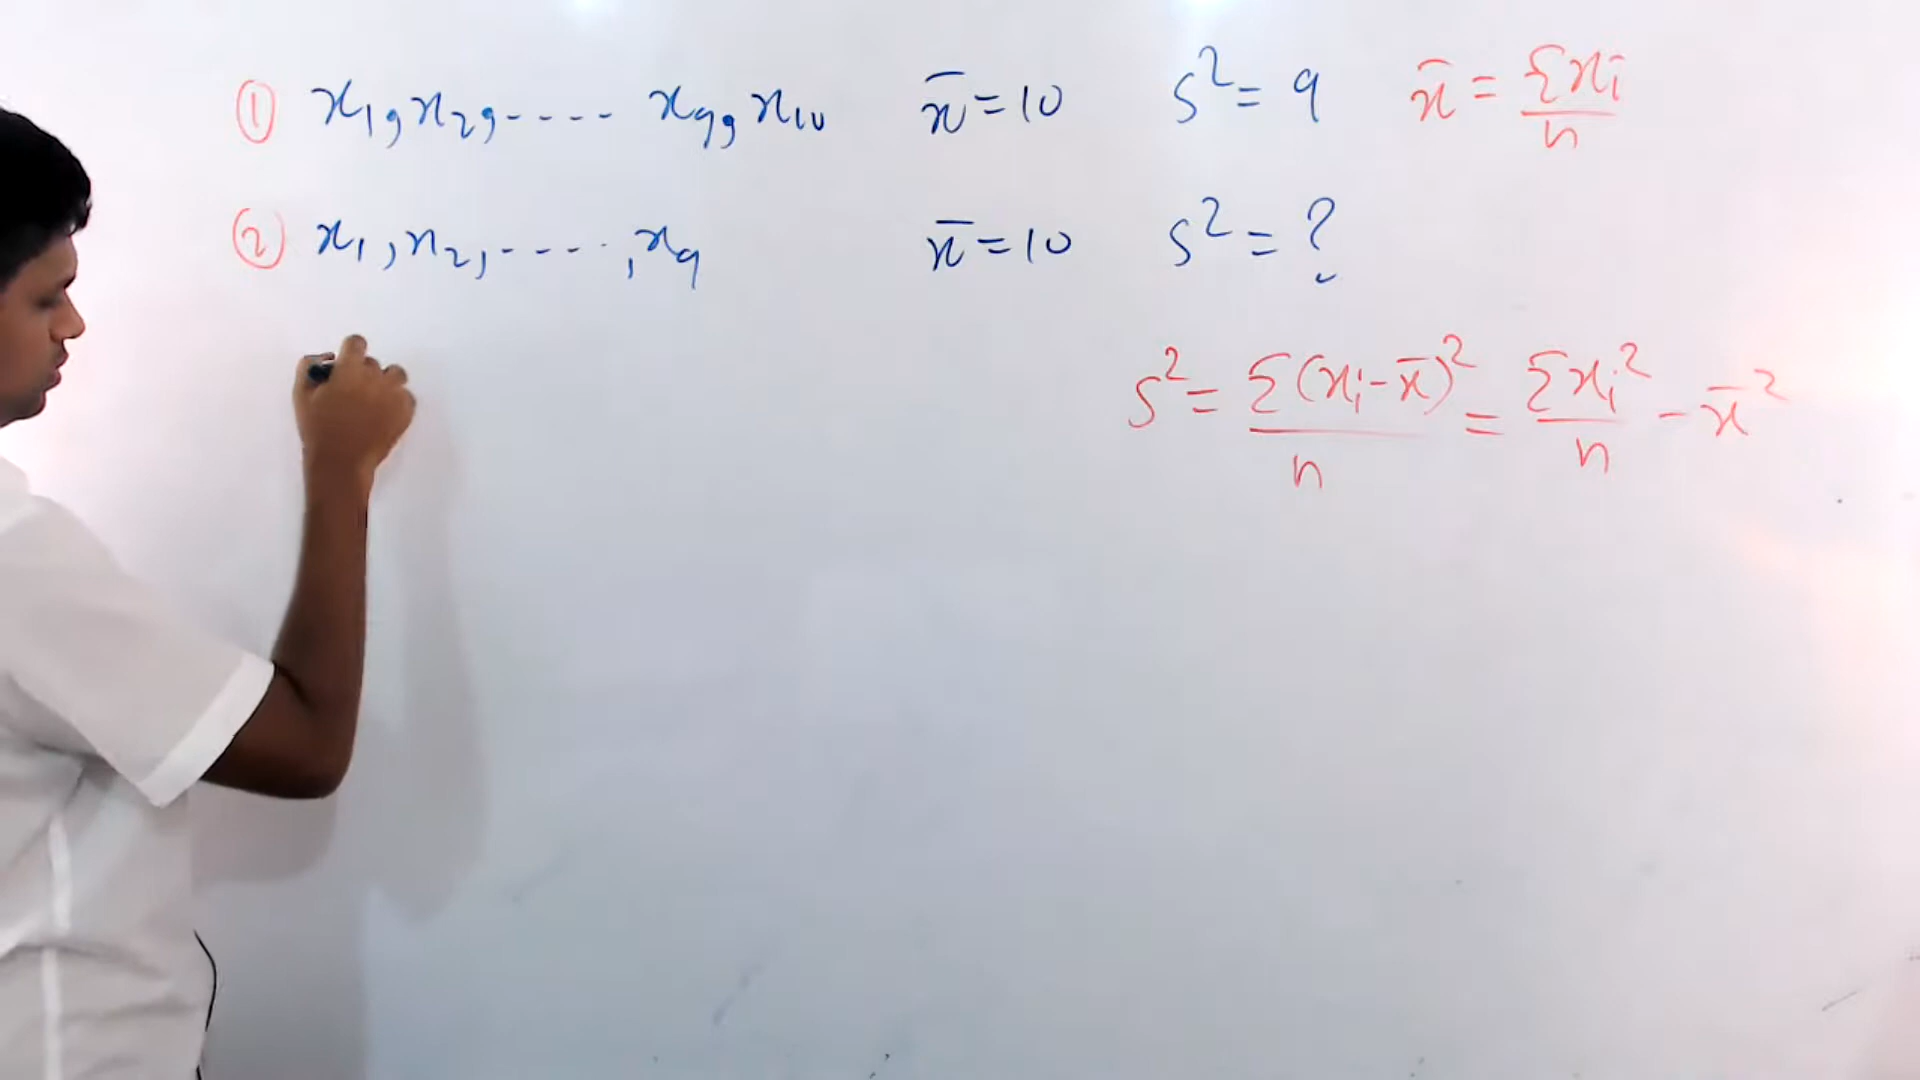 ① x₁, x₂, ---- x₉, x₁₀ x̄ = 10 s² = 9 x̄ = Σxᵢ/n
② x₁, x₂, ----, x₉ x̄ = 10 s² = ?
s² = Σ(xᵢ - x̄)²/n = Σxᵢ²/n - x̄²